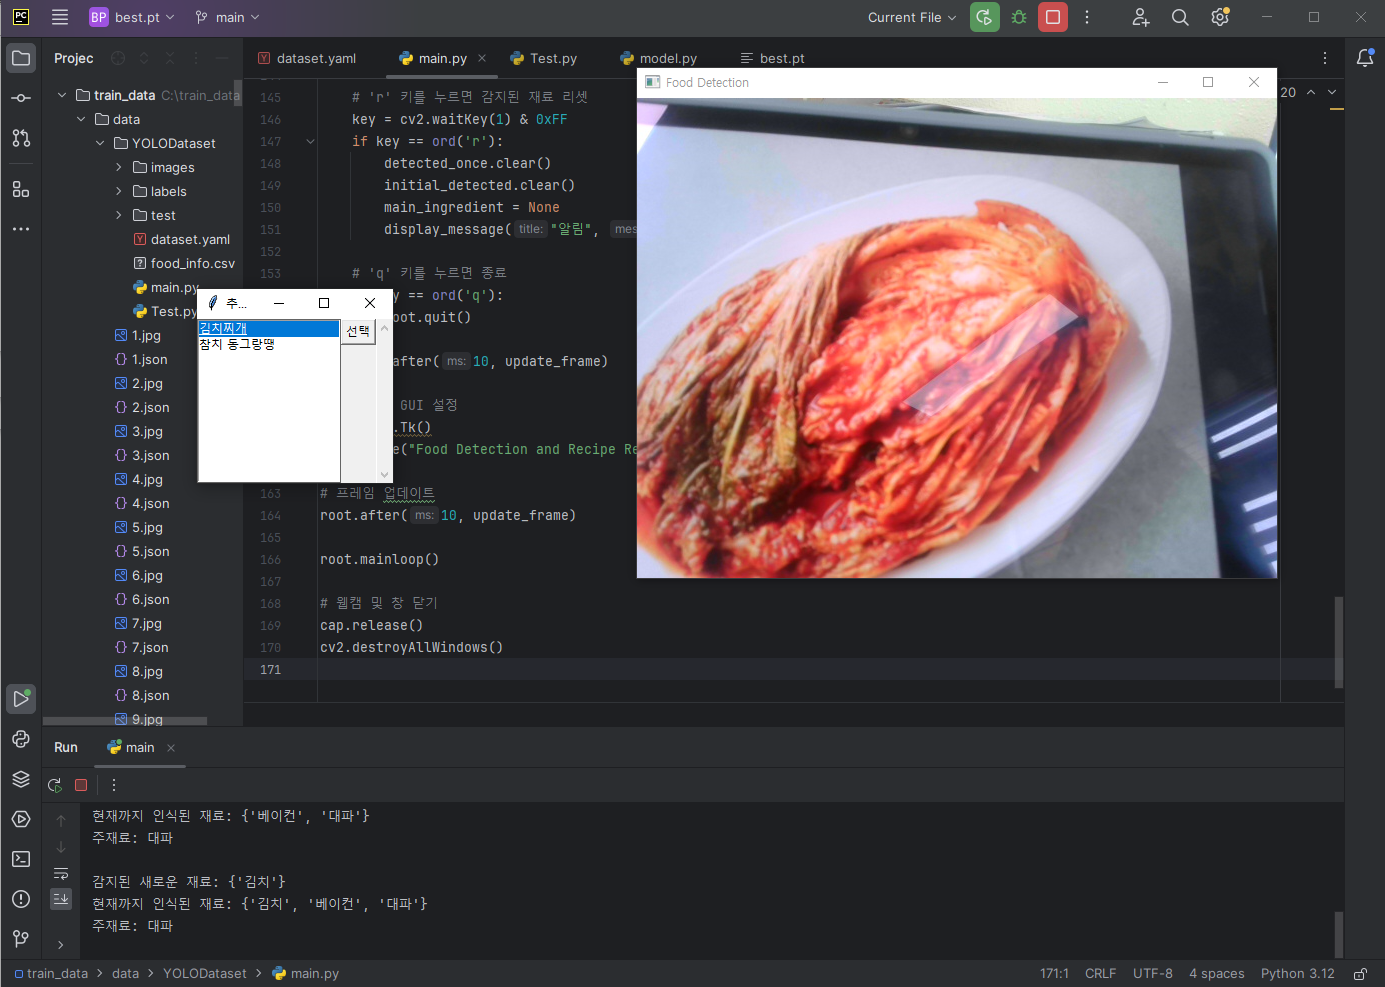 PC
BP
best.pt
main
Current File
Projec
dataset.yaml
main.py
Test.py
model.py
best.pt
train_data C:\train_data
data
YOLODataset
images
labels
test
dataset.yaml
food_info.csv
main.py
Test.py
1.jpg
1.json
2.jpg
2.json
3.jpg
3.json
4.jpg
4.json
5.jpg
5.json
6.jpg
6.json
7.jpg
7.json
8.jpg
8.json
9.jpg
145 # 'r' 키를 누르면 감지된 재료 리셋
146 key = cv2.waitKey(1) & 0xFF
147 if key == ord('r'):
148 detected_once.clear()
149 initial_detected.clear()
150 main_ingredient = None
151 display_message( title: "알림", mes
152
153 # 'q' 키를 누르면 종료
y == ord('q'):
oot.quit()
after( ms: 10, update_frame)
GUI 설정
.Tk()
e("Food Detection and Recipe Re
163 # 프레임 업데이트
164 root.after( ms: 10, update_frame)
165
166 root.mainloop()
167
168 # 웹캠 및 창 닫기
169 cap.release()
170 cv2.destroyAllWindows()
171
추...
김치찌개
참치 동그랑땡
선택
Food Detection
20
Run
main
현재까지 인식된 재료: {'베이컨', '대파'}
주재료: 대파
감지된 새로운 재료: {'김치'}
현재까지 인식된 재료: {'김치', '베이컨', '대파'}
주재료: 대파
train_data > data > YOLODataset > main.py
171:1 CRLF UTF-8 4 spaces Python 3.12